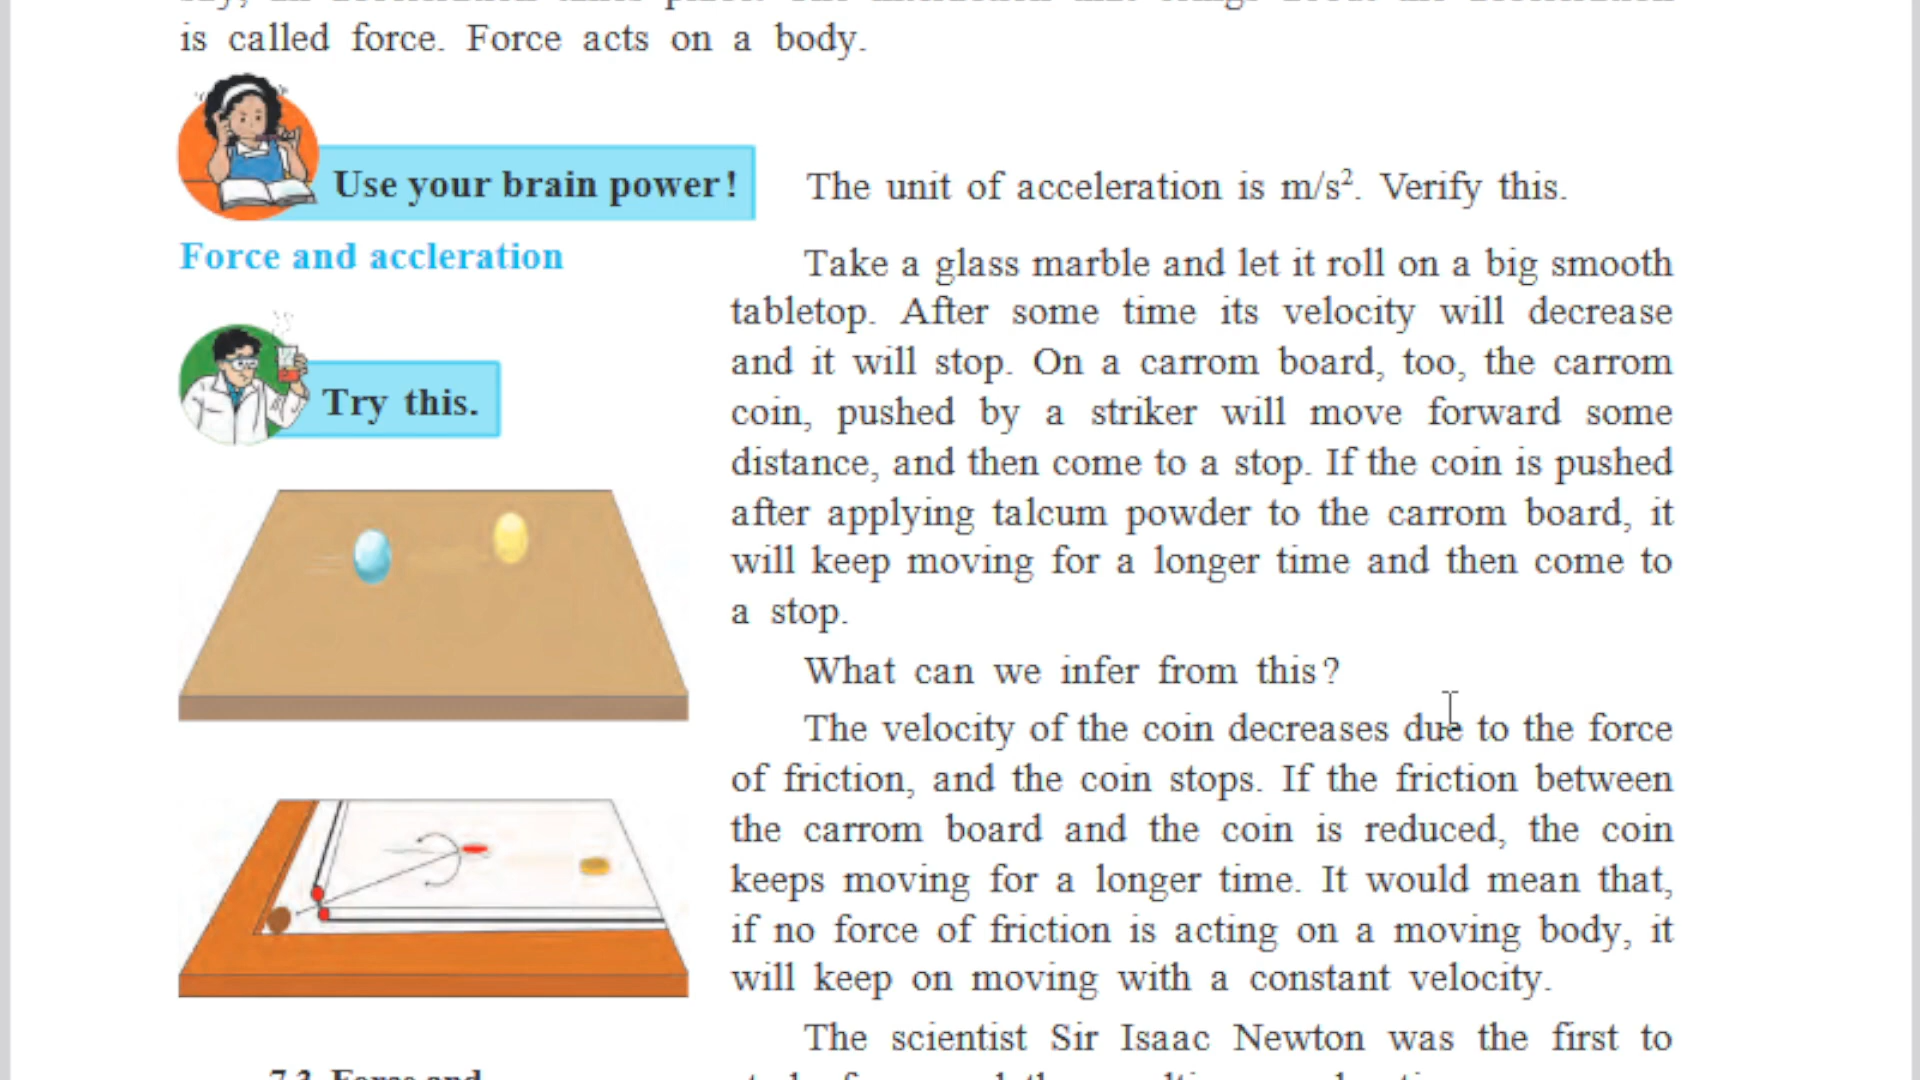 is called force. Force acts on a body.
Use your brain power!
The unit of acceleration is m/s². Verify this.
Force and accleration
Try this.
Take a glass marble and let it roll on a big smooth
tabletop. After some time its velocity will decrease
and it will stop. On a carrom board, too, the carrom
coin, pushed by a striker will move forward some
distance, and then come to a stop. If the coin is pushed
after applying talcum powder to the carrom board, it
will keep moving for a longer time and then come to
a stop.
What can we infer from this?
The velocity of the coin decreases due to the force
of friction, and the coin stops. If the friction between
the carrom board and the coin is reduced, the coin
keeps moving for a longer time. It would mean that,
if no force of friction is acting on a moving body, it
will keep on moving with a constant velocity.
The scientist Sir Isaac Newton was the first to
Force and